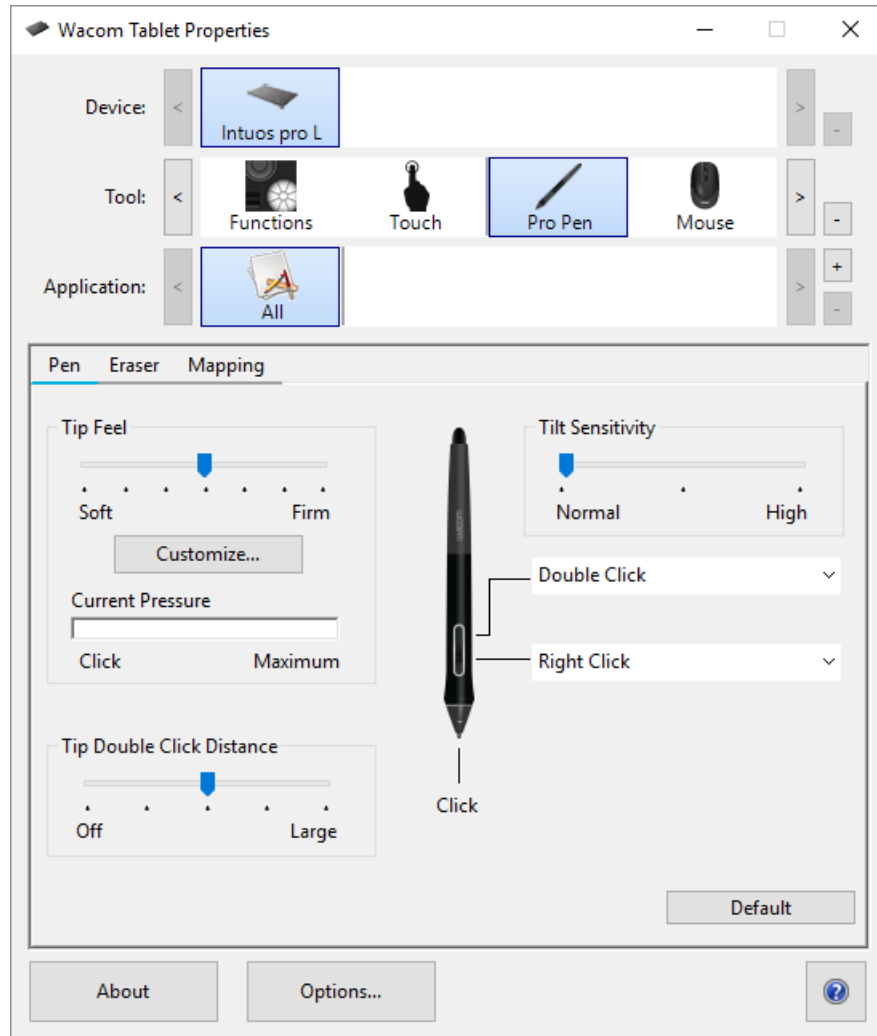 Wacom Tablet Properties
Device:
<
Intuos pro L
>
-
Tool:
<
Functions
Touch
Pro Pen
Mouse
>
-
Application:
<
All
>
+
-
Pen Eraser Mapping
Tip Feel
Soft Firm
Customize...
Current Pressure
Click Maximum
Tip Double Click Distance
Off Large
wacom
Click
Tilt Sensitivity
Normal High
Double Click
Right Click
Default
About Options... ?